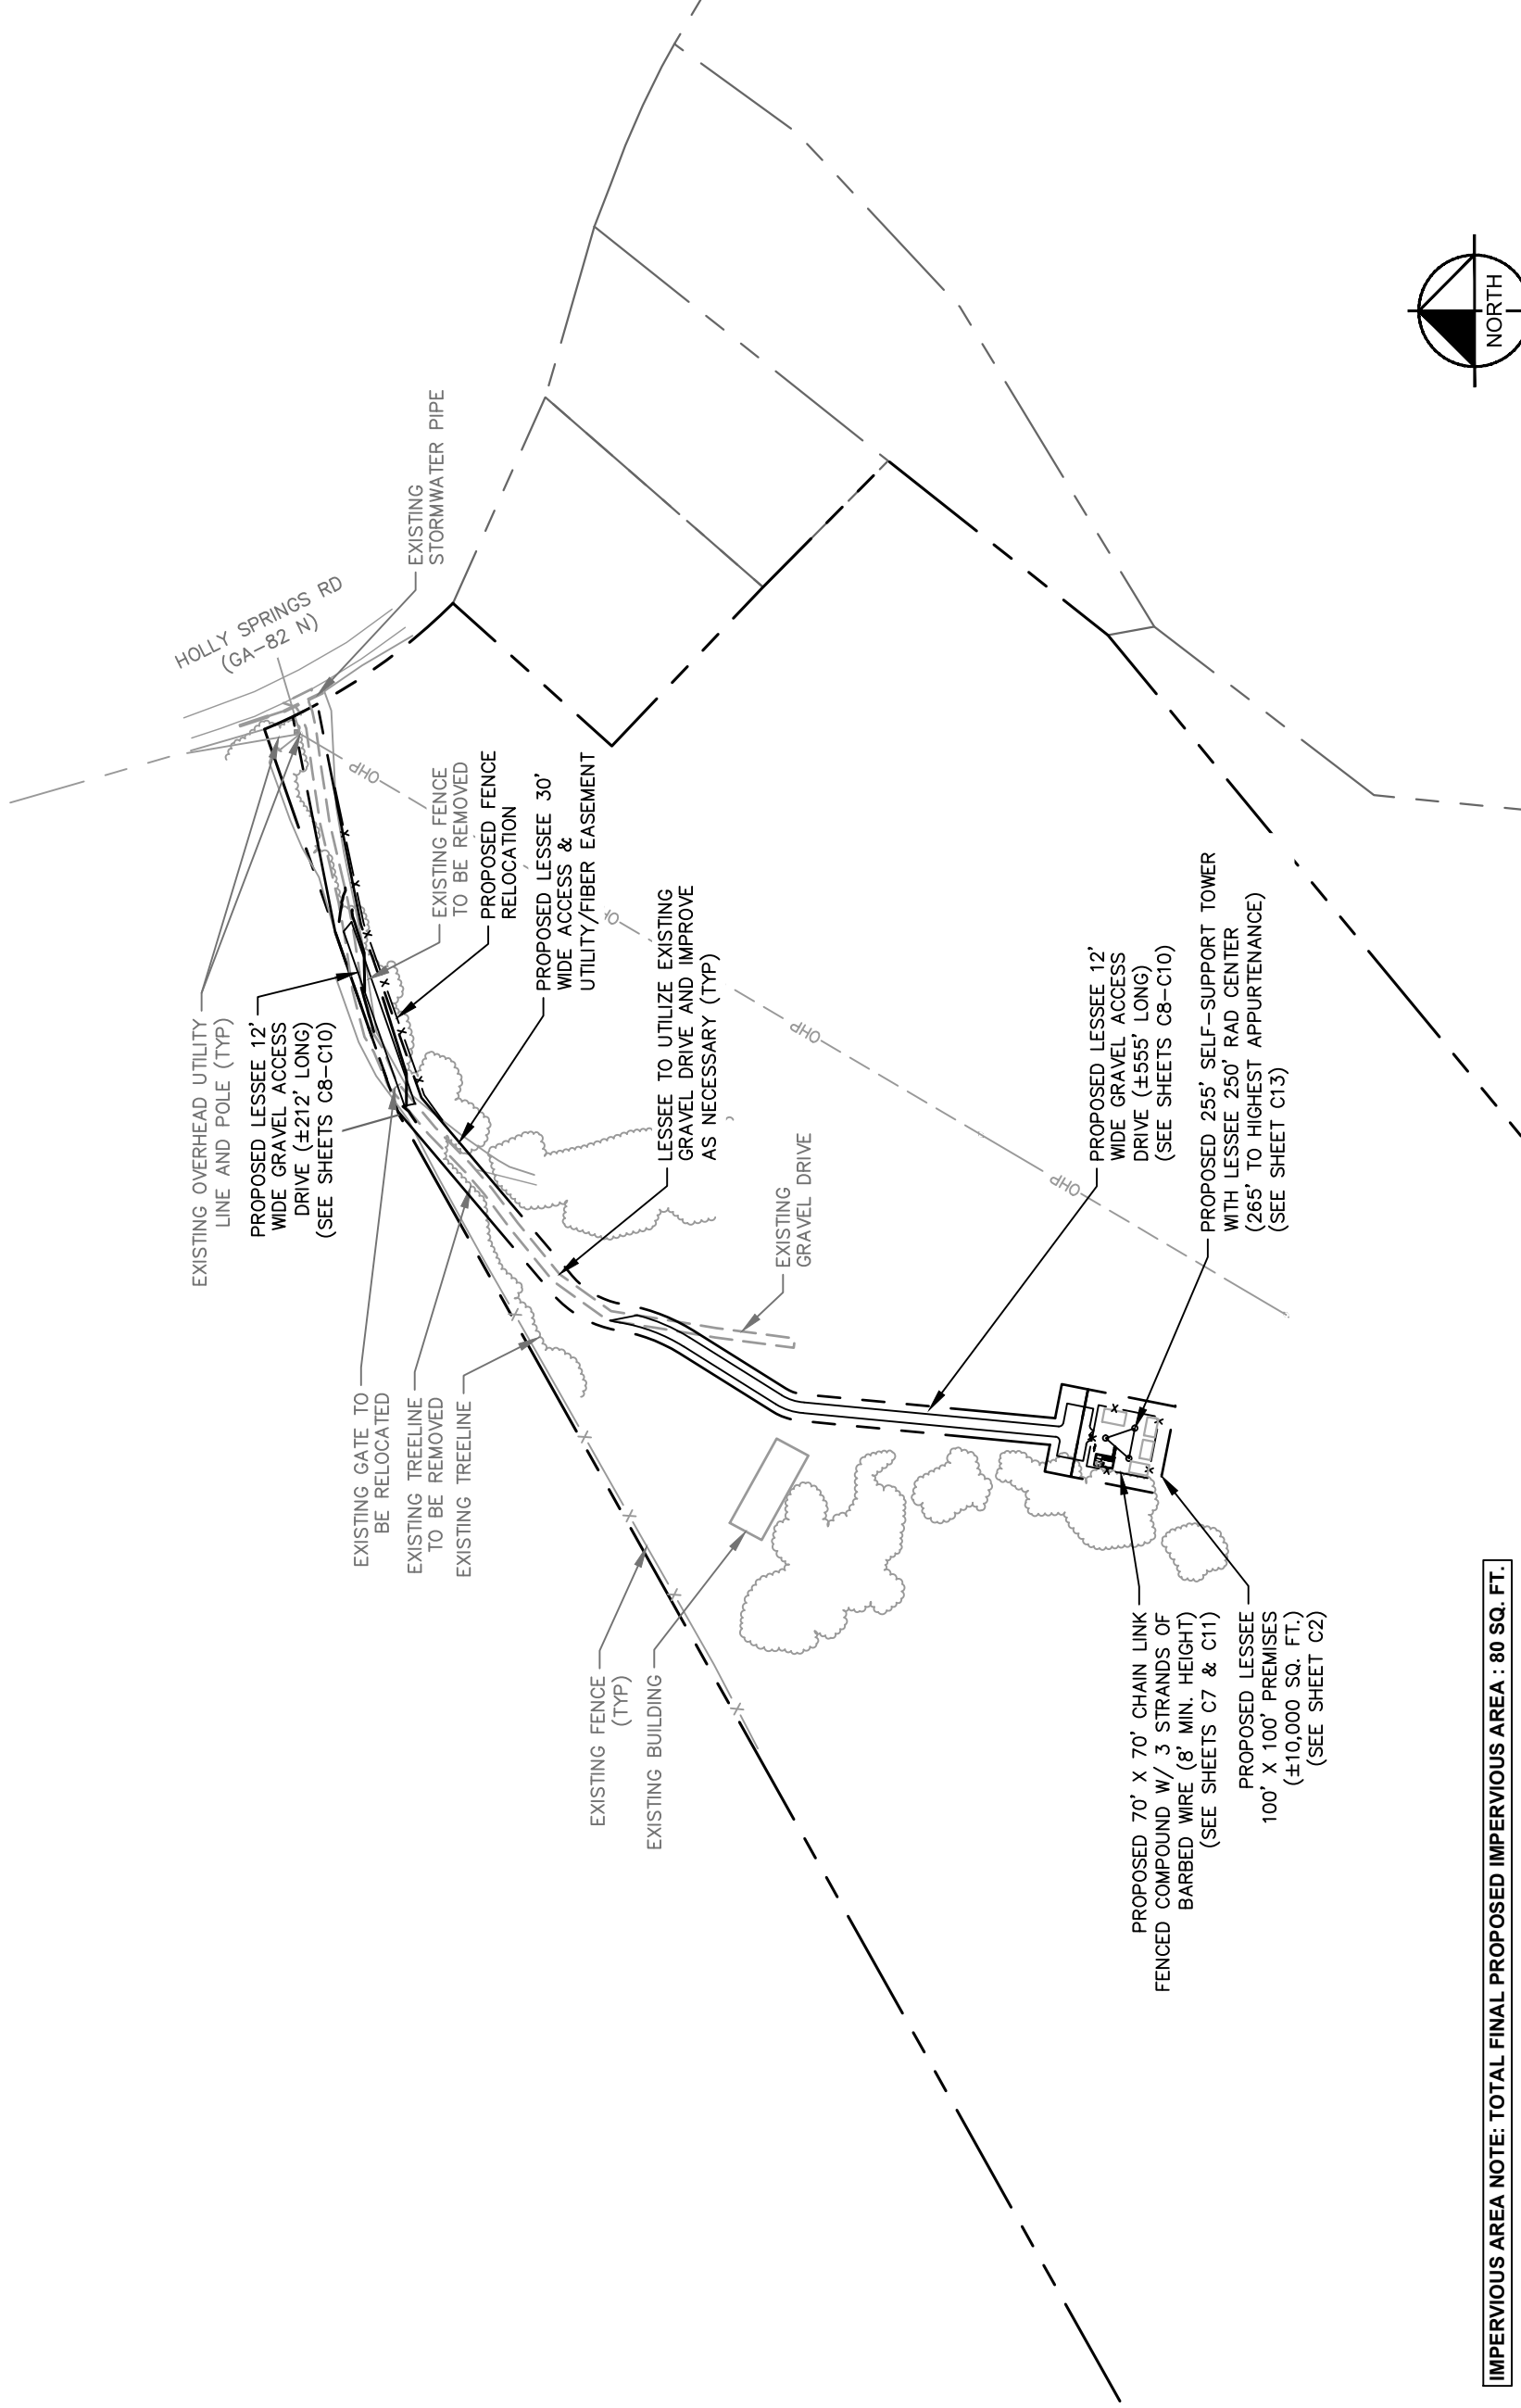 HOLLY SPRINGS RD
(GA-82 N)
EXISTING
STORMWATER PIPE
EXISTING OVERHEAD UTILITY
LINE AND POLE (TYP)
PROPOSED LESSEE 12'
WIDE GRAVEL ACCESS
DRIVE (±212' LONG)
(SEE SHEETS C8-C10)
OHP
EXISTING FENCE
TO BE REMOVED
PROPOSED FENCE
RELOCATION
PROPOSED LESSEE 30'
WIDE ACCESS &
UTILITY/FIBER EASEMENT
LESSEE TO UTILIZE EXISTING
GRAVEL DRIVE AND IMPROVE
AS NECESSARY (TYP)
EXISTING
GRAVEL DRIVE
OHP
OHP
EXISTING GATE TO
BE RELOCATED
EXISTING TREELINE
TO BE REMOVED
EXISTING TREELINE
EXISTING FENCE
(TYP)
EXISTING BUILDING
PROPOSED LESSEE 12'
WIDE GRAVEL ACCESS
DRIVE (±555' LONG)
(SEE SHEETS C8-C10)
PROPOSED 255' SELF-SUPPORT TOWER
WITH LESSEE 250' RAD CENTER
(265' TO HIGHEST APPURTENANCE)
(SEE SHEET C13)
PROPOSED 70' X 70' CHAIN LINK
FENCED COMPOUND W/ 3 STRANDS OF
BARBED WIRE (8' MIN. HEIGHT)
(SEE SHEETS C7 & C11)
PROPOSED LESSEE
100' X 100' PREMISES
(±10,000 SQ. FT.)
(SEE SHEET C2)
NORTH
IMPERVIOUS AREA NOTE: TOTAL FINAL PROPOSED IMPERVIOUS AREA : 80 SQ. FT.